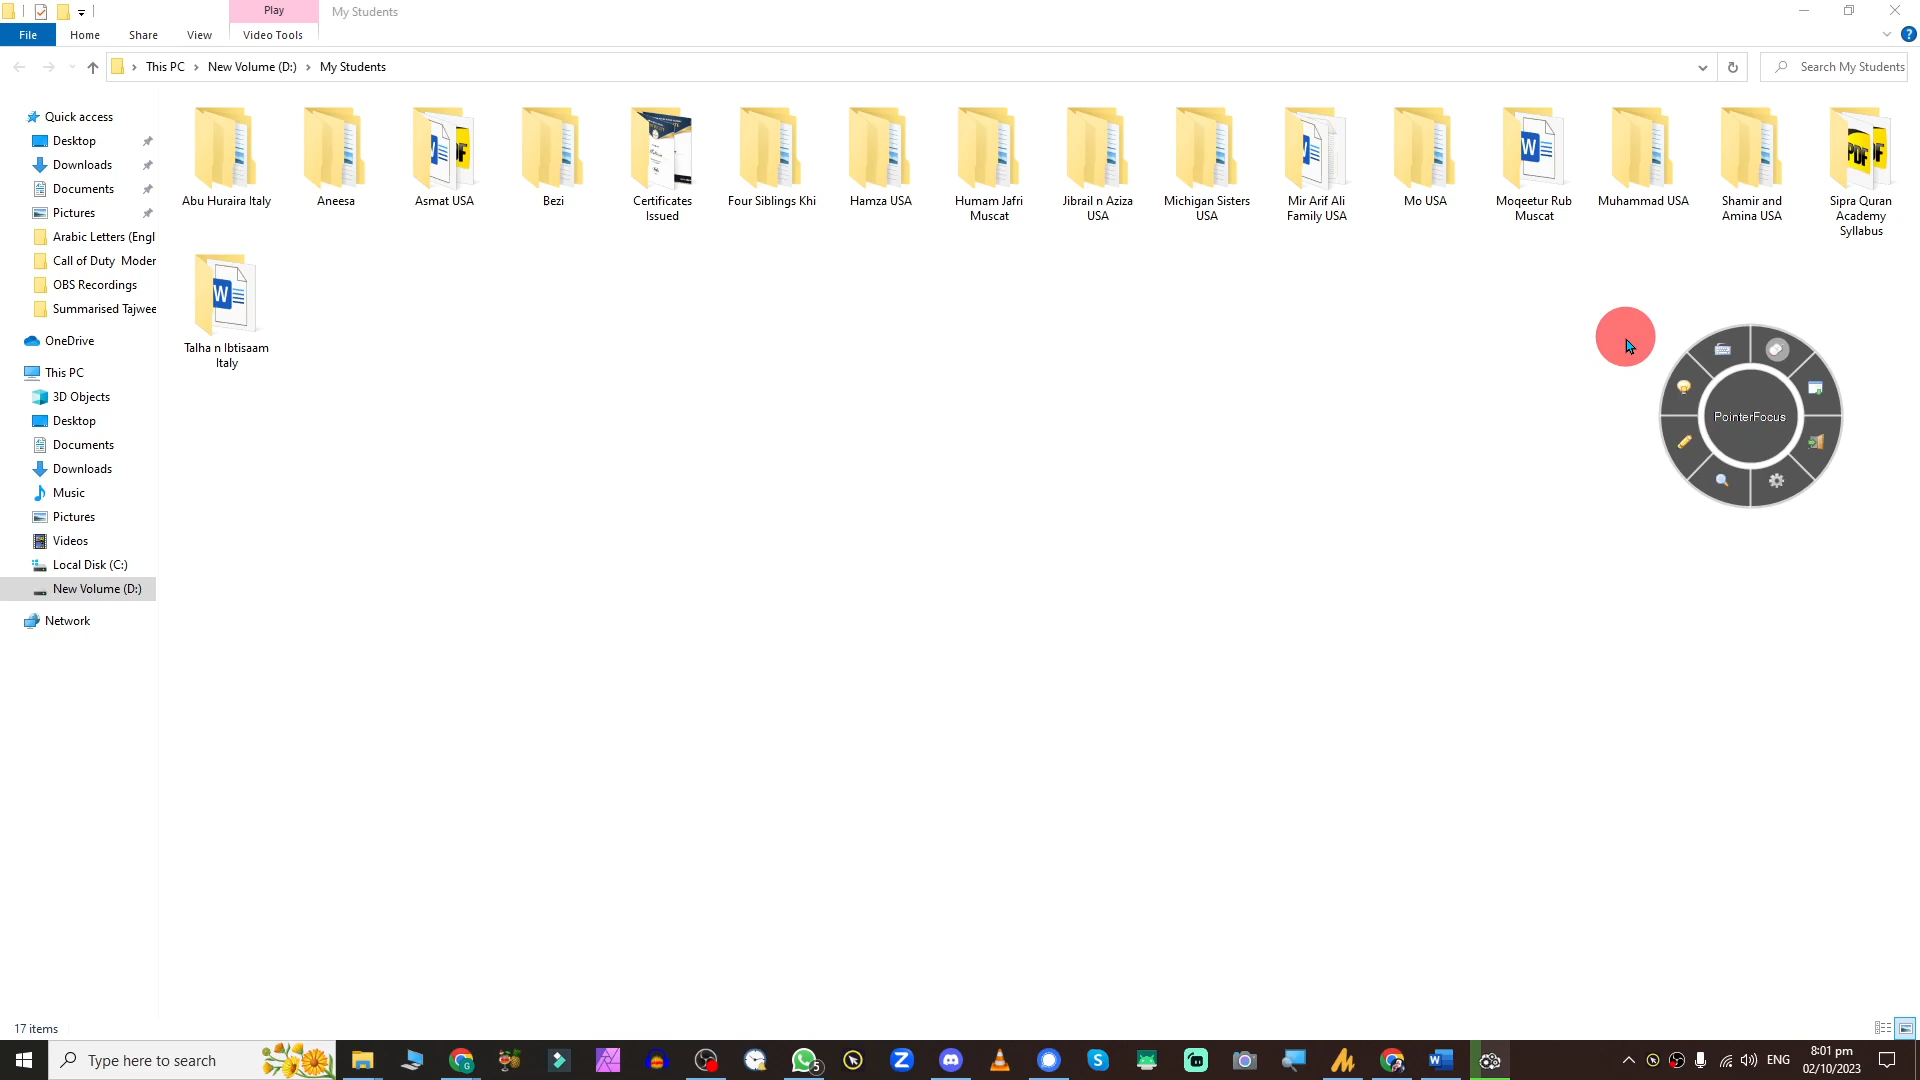 Play
My Students
File
Home
Share
View
Video Tools
This PC
New Volume (D:)
My Students
Search My Students
Quick access
Desktop
Downloads
Documents
Pictures
Arabic Letters (Engl
Call of Duty Moder
OBS Recordings
Summarised Tajwee
OneDrive
This PC
3D Objects
Desktop
Documents
Downloads
Music
Pictures
Videos
Local Disk (C:)
New Volume (D:)
Network
Abu Huraira Italy
Aneesa
Asmat USA
Bezi
Certificates
Issued
Four Siblings Khi
Hamza USA
Humam Jafri
Muscat
Jibrail n Aziza
USA
Michigan Sisters
USA
Mir Arif Ali
Family USA
Mo USA
Moqeetur Rub
Muscat
Muhammad USA
Shamir and
Amina USA
Sipra Quran
Academy
Syllabus
Talha n Ibtisaam
Italy
PointerFocus
17 items
Type here to search
5
ENG
8:01 pm
02/10/2023